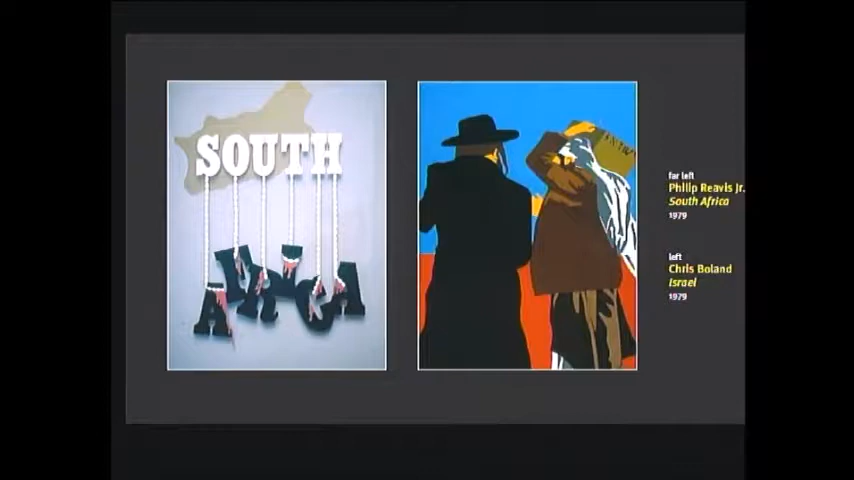 SOUTH
AFRICA
far left
Philip Reavis Jr.
South Africa
1979
left
Chris Boland
Israel
1979